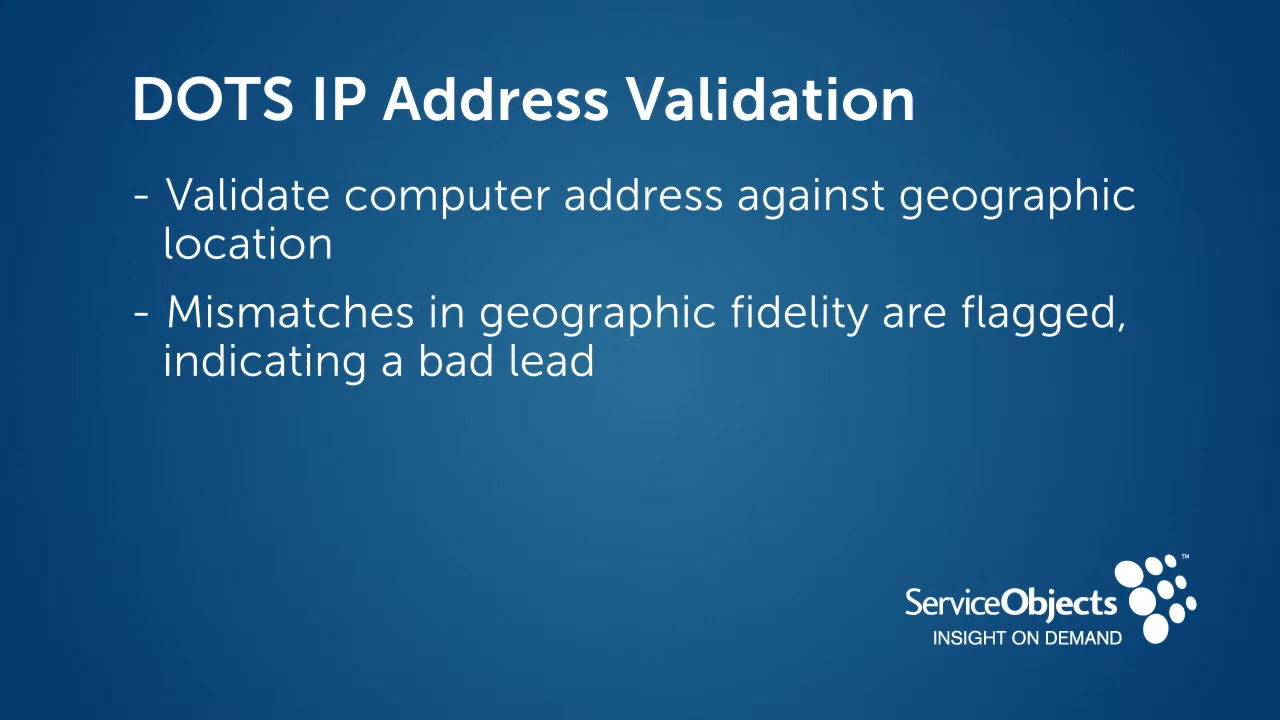 DOTS IP Address Validation
- Validate computer address against geographic
location
- Mismatches in geographic fidelity are flagged,
indicating a bad lead
ServiceObjects™
INSIGHT ON DEMAND